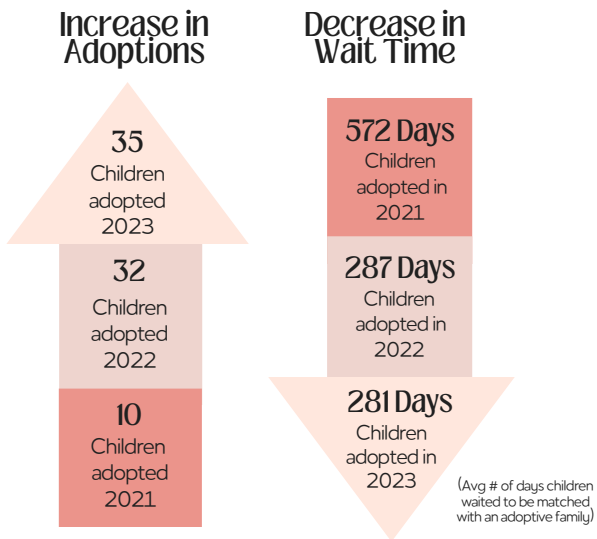 Increase in
Adoptions
35
Children
adopted
2023
32
Children
adopted
2022
10
Children
adopted
2021
Decrease in
Wait Time
572 Days
Children
adopted in
2021
287 Days
Children
adopted in
2022
281 Days
Children
adopted in
2023
(Avg # of days children
waited to be matched
with an adoptive family)